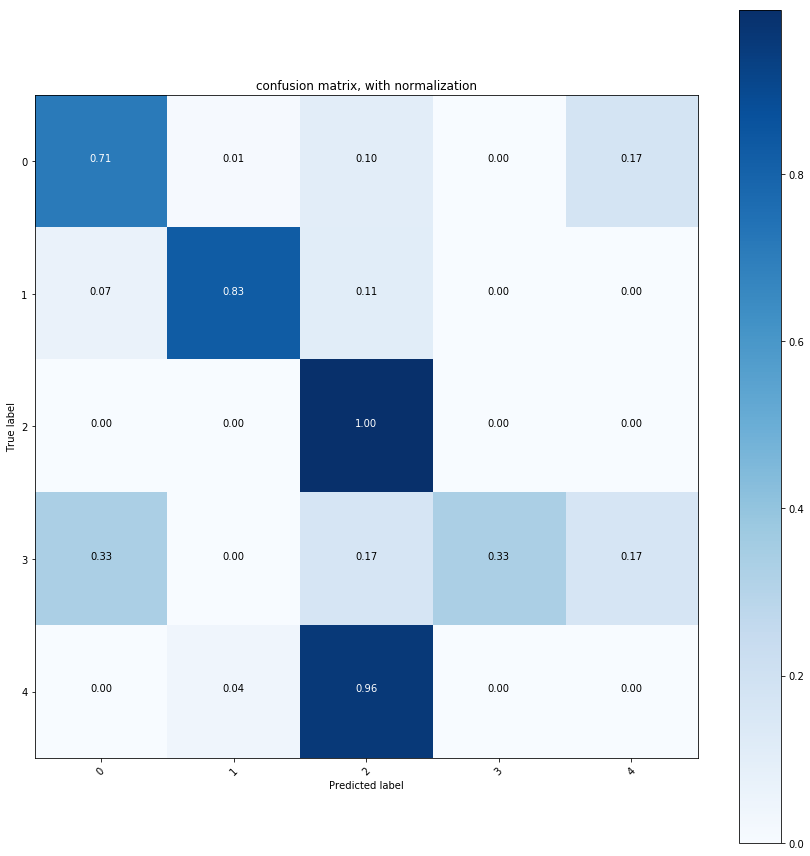 confusion matrix, with normalization
0 0.71 0.01 0.10 0.00 0.17
1 0.07 0.83 0.11 0.00 0.00
2 0.00 0.00 1.00 0.00 0.00
3 0.33 0.00 0.17 0.33 0.17
4 0.00 0.04 0.96 0.00 0.00
True label
0 1 2 3 4
Predicted label
0.8
0.6
0.4
0.2
0.0